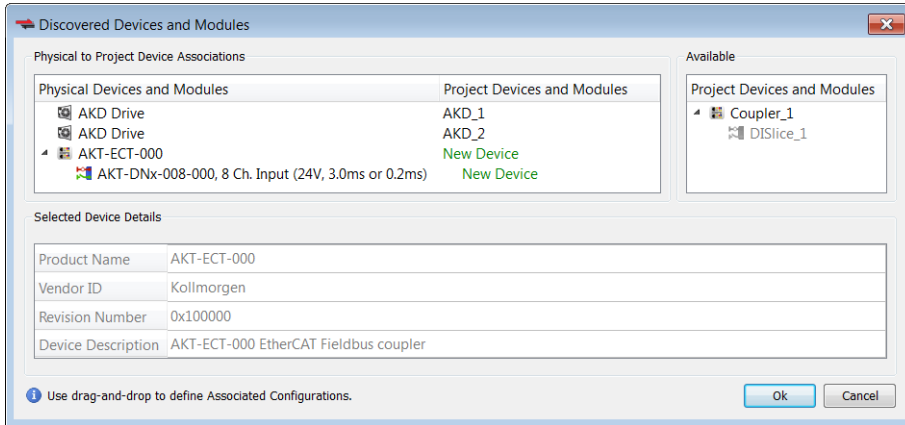 Discovered Devices and Modules
Physical to Project Device Associations
Physical Devices and Modules Project Devices and Modules
AKD Drive AKD_1
AKD Drive AKD_2
AKT-ECT-000 New Device
AKT-DNx-008-000, 8 Ch. Input (24V, 3.0ms or 0.2ms) New Device
Available
Project Devices and Modules
Coupler_1
DISlice_1
Selected Device Details
Product Name AKT-ECT-000
Vendor ID Kollmorgen
Revision Number 0x100000
Device Description AKT-ECT-000 EtherCAT Fieldbus coupler
Use drag-and-drop to define Associated Configurations.
Ok Cancel